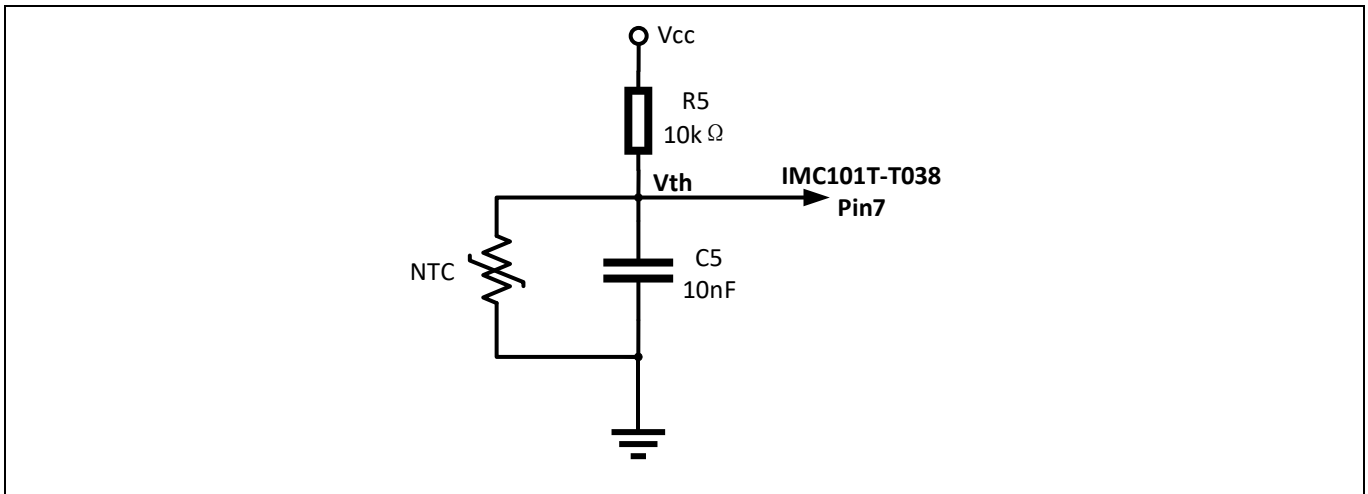 Vcc
R5
10k Ω
Vth
IMC101T-T038
Pin7
NTC
C5
10nF